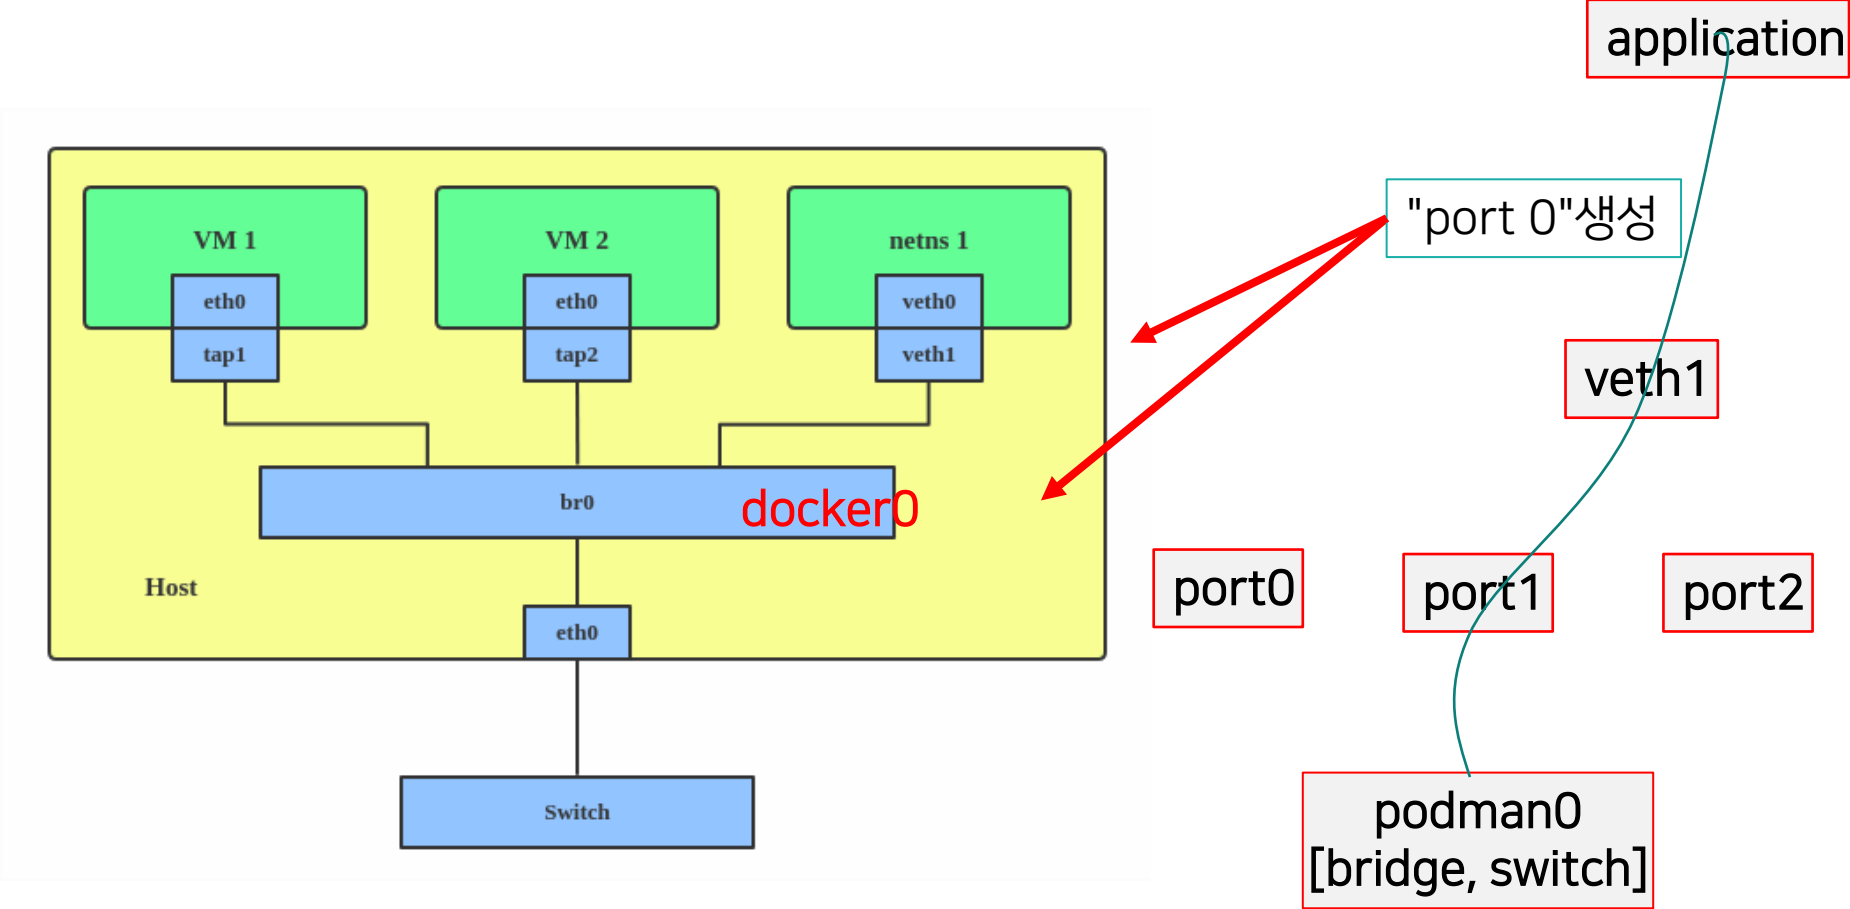 application
"port 0"생성
VM 1
VM 2
netns 1
eth0
eth0
veth0
tap1
tap2
veth1
veth1
br0
docker0
Host
eth0
port0
port1
port2
Switch
podman0
[bridge, switch]